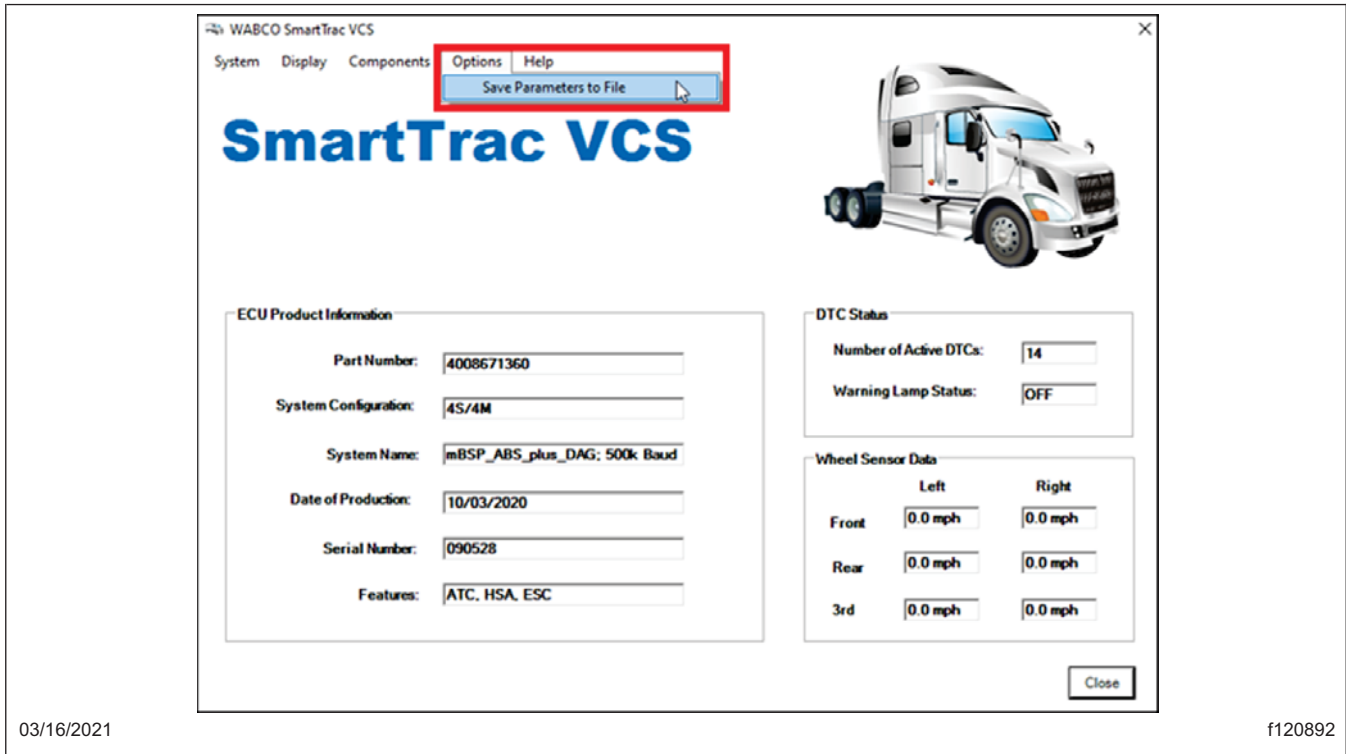 WABCO SmartTrac VCS
System Display Components Options Help
Save Parameters to File
SmartTrac VCS
ECU Product Information
Part Number: 4008671360
System Configuration: 4S/4M
System Name: mBSP_ABS_plus_DAG; 500k Baud
Date of Production: 10/03/2020
Serial Number: 090528
Features: ATC, HSA, ESC
DTC Status
Number of Active DTCs: 14
Warning Lamp Status: OFF
Wheel Sensor Data
Left Right
Front 0.0 mph 0.0 mph
Rear 0.0 mph 0.0 mph
3rd 0.0 mph 0.0 mph
Close
03/16/2021 f120892